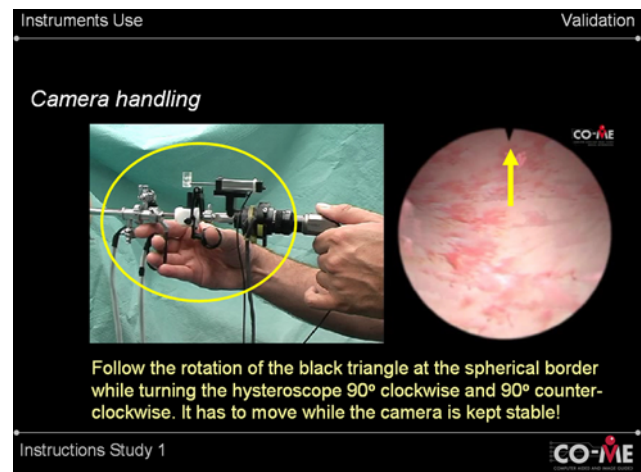 Instruments Use
Validation
Camera handling
CO-ME
Follow the rotation of the black triangle at the spherical border
while turning the hysteroscope 90° clockwise and 90° counter-
clockwise. It has to move while the camera is kept stable!
Instructions Study 1
CO-ME
COMPUTER AIDED AND IMAGE GUIDED